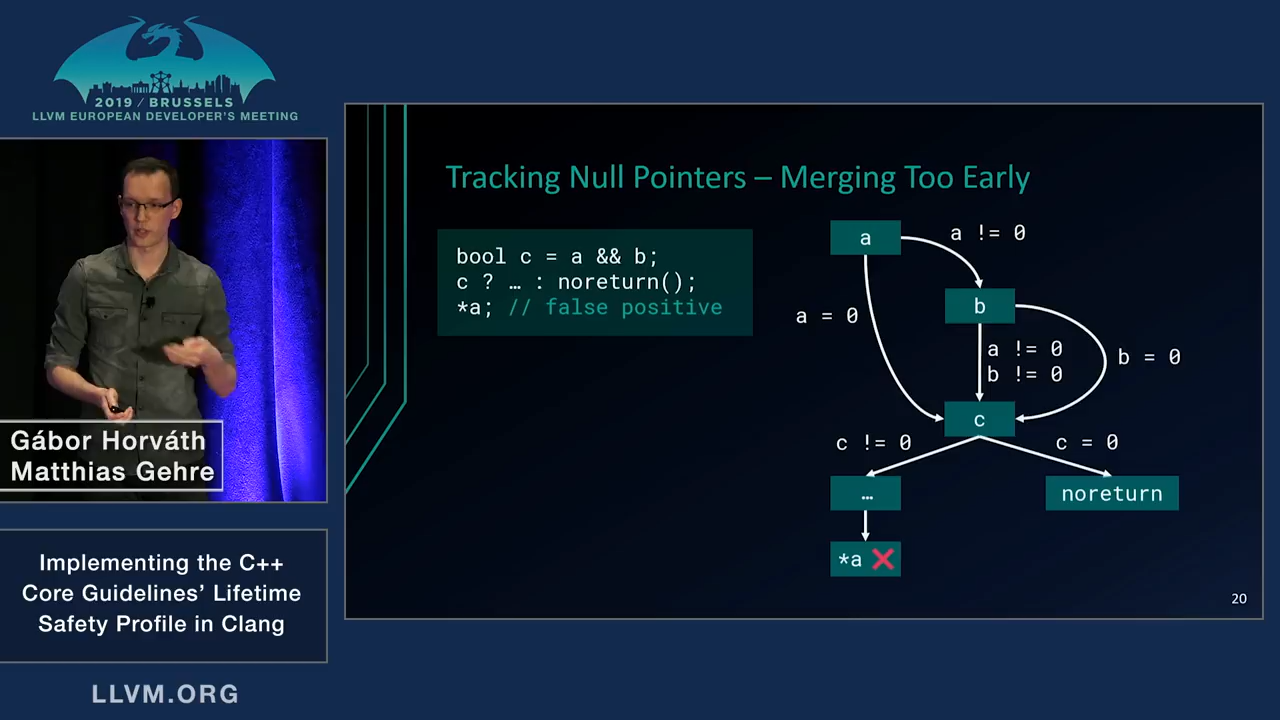 2019 / BRUSSELS
LLVM EUROPEAN DEVELOPER'S MEETING
Gábor Horváth
Matthias Gehre
Implementing the C++
Core Guidelines' Lifetime
Safety Profile in Clang
LLVM.ORG
Tracking Null Pointers – Merging Too Early
bool c = a && b;
c ? … : noreturn();
*a; // false positive
a
a != 0
b
a = 0
a != 0
b != 0
b = 0
c
c != 0
c = 0
…
noreturn
*a ❌
20